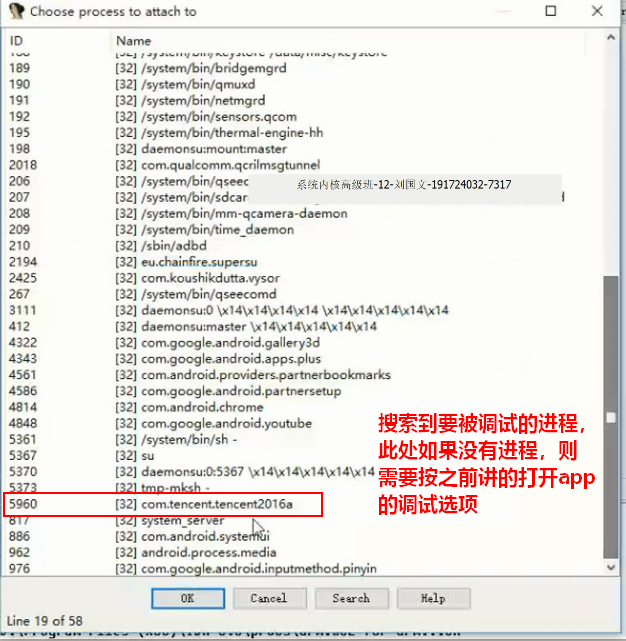 Choose process to attach to
ID Name
188 [32] /system/bin/keystore /data/misc/keystore
189 [32] /system/bin/bridgemgrd
190 [32] /system/bin/qmuxd
191 [32] /system/bin/netmgrd
192 [32] /system/bin/sensors.qcom
195 [32] /system/bin/thermal-engine-hh
198 [32] daemonsu:mount:master
2018 [32] com.qualcomm.qcrilmsgtunnel
206 [32] /system/bin/qseec
系统内核高级班-12-刘国文-191724032-7317
207 [32] /system/bin/sdcar d
208 [32] /system/bin/mm-qcamera-daemon
209 [32] /system/bin/time_daemon
210 [32] /sbin/adbd
2194 [32] eu.chainfire.supersu
2425 [32] com.koushikdutta.vysor
267 [32] /system/bin/qseecomd
3111 [32] daemonsu:0 \x14\x14\x14\x14 \x14\x14\x14\x14\x14
412 [32] daemonsu:master \x14\x14\x14\x14\x14
4322 [32] com.google.android.gallery3d
4343 [32] com.google.android.apps.plus
4561 [32] com.android.providers.partnerbookmarks
4586 [32] com.google.android.partnersetup
4814 [32] com.android.chrome
4848 [32] com.google.android.youtube
5361 [32] /system/bin/sh -
5367 [32] su
5370 [32] daemonsu:0:5367 \x14\x14\x14\x14\x14
5373 [32] tmp-mksh -
5960 [32] com.tencent.tencent2016a
817 [32] system_server
886 [32] com.android.systemui
962 [32] android.process.media
976 [32] com.google.android.inputmethod.pinyin
搜索到要被调试的进程，
此处如果没有进程，则
需要按之前讲的打开app
的调试选项
OK Cancel Search Help
Line 19 of 58